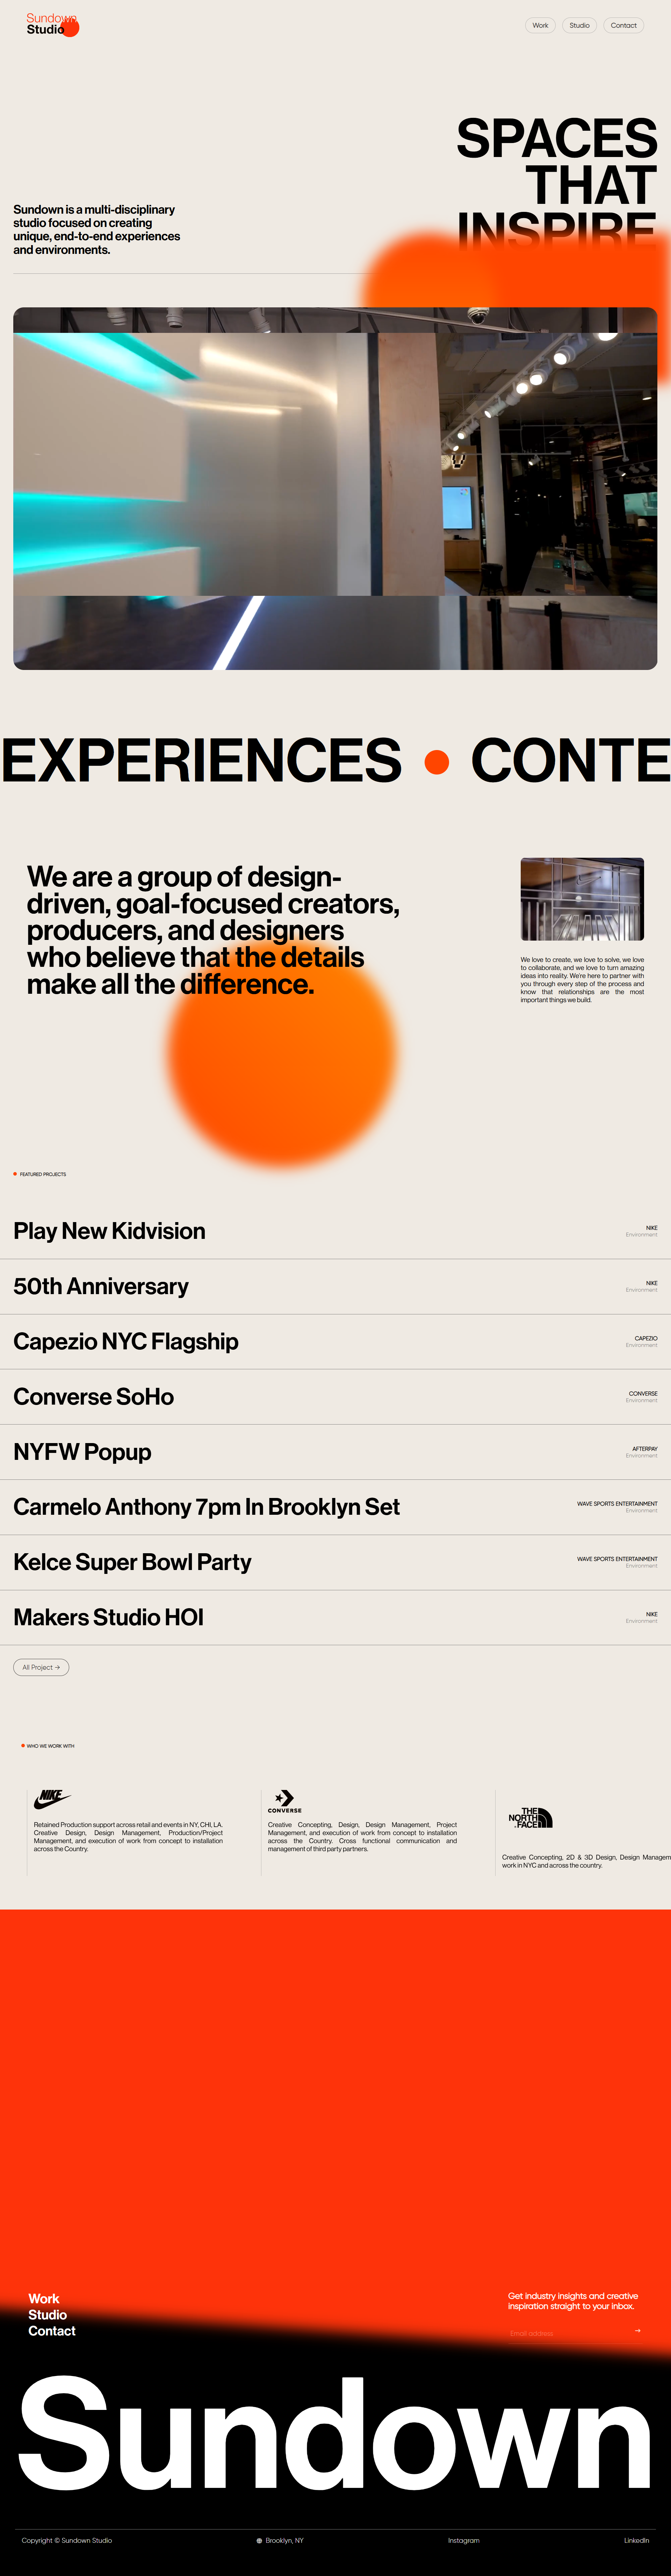 Sundown
Studio
Work
Studio
Contact
SPACES
THAT
INSPIRE
Sundown is a multi-disciplinary
studio focused on creating
unique, end-to-end experiences
and environments.
EXPERIENCES
CONTE
We are a group of design-
driven, goal-focused creators,
producers, and designers
who believe that the details
make all the difference.
We love to create, we love to solve, we love
to collaborate, and we love to turn amazing
ideas into reality. We're here to partner with
you through every step of the process and
know that relationships are the most
important things we build.
FEATURED PROJECTS
Play New Kidvision
NIKE
Environment
50th Anniversary
NIKE
Environment
Capezio NYC Flagship
CAPEZIO
Environment
Converse SoHo
CONVERSE
Environment
NYFW Popup
AFTERPAY
Environment
Carmelo Anthony 7pm In Brooklyn Set
WAVE SPORTS ENTERTAINMENT
Environment
Kelce Super Bowl Party
WAVE SPORTS ENTERTAINMENT
Environment
Makers Studio HOI
NIKE
Environment
All Project →
WHO WE WORK WITH
NIKE
Retained Production support across retail and events in NY, CHI, LA.
Creative Design, Design Management, Production/Project
Management, and execution of work from concept to installation
across the Country.
CONVERSE
Creative Concepting, Design, Design Management, Project
Management, and execution of work from concept to installation
across the Country. Cross functional communication and
management of third party partners.
THE
NORTH
FACE
Creative Concepting, 2D & 3D Design, Design Managem
work in NYC and across the country.
Work
Studio
Contact
Get industry insights and creative
inspiration straight to your inbox.
Email address →
Sundown
Copyright © Sundown Studio
Brooklyn, NY
Instagram
LinkedIn